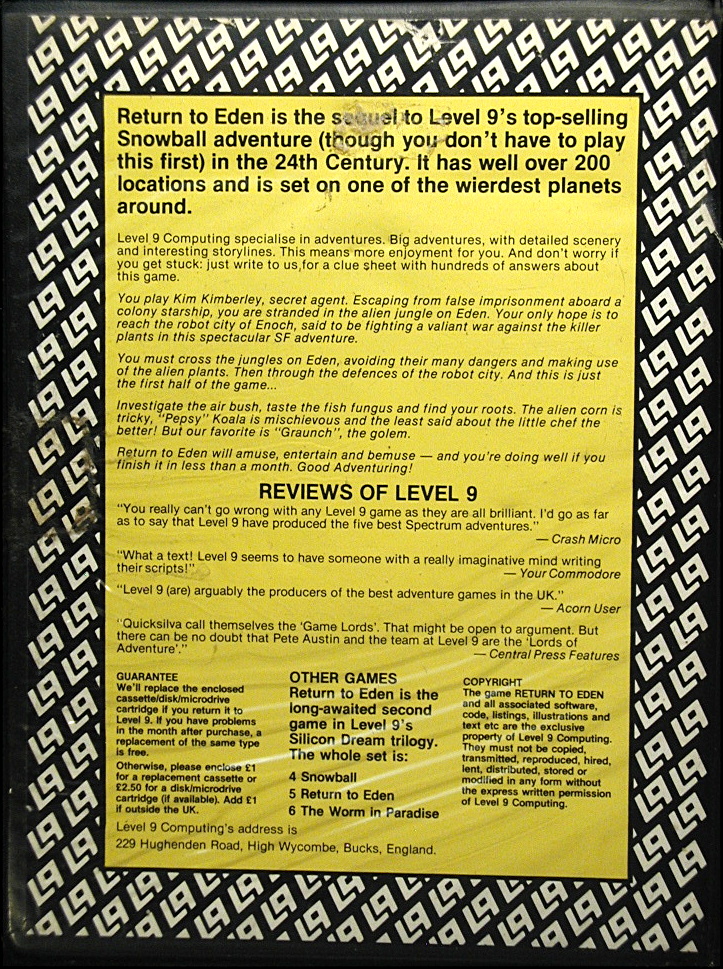 Return to Eden is the sequel to Level 9's top-selling
Snowball adventure (though you don't have to play
this first) in the 24th Century. It has well over 200
locations and is set on one of the wierdest planets
around.
Level 9 Computing specialise in adventures. Big adventures, with detailed scenery
and interesting storylines. This means more enjoyment for you. And don't worry if
you get stuck: just write to us for a clue sheet with hundreds of answers about
this game.
You play Kim Kimberley, secret agent. Escaping from false imprisonment aboard a
colony starship, you are stranded in the alien jungle on Eden. Your only hope is to
reach the robot city of Enoch, said to be fighting a valiant war against the killer
plants in this spectacular SF adventure.
You must cross the jungles on Eden, avoiding their many dangers and making use
of the alien plants. Then through the defences of the robot city. And this is just
the first half of the game...
Investigate the air bush, taste the fish fungus and find your roots. The alien corn is
tricky, "Pepsy" Koala is mischievous and the least said about the little chef the
better! But our favorite is "Graunch", the golem.
Return to Eden will amuse, entertain and bemuse — and you're doing well if you
finish it in less than a month. Good Adventuring!
REVIEWS OF LEVEL 9
"You really can't go wrong with any Level 9 game as they are all brilliant. I'd go as far
as to say that Level 9 have produced the five best Spectrum adventures."
— Crash Micro
"What a text! Level 9 seems to have someone with a really imaginative mind writing
their scripts!"
— Your Commodore
"Level 9 (are) arguably the producers of the best adventure games in the UK."
— Acorn User
"Quicksilva call themselves the 'Game Lords'. That might be open to argument. But
there can be no doubt that Pete Austin and the team at Level 9 are the 'Lords of
Adventure'."
— Central Press Features
GUARANTEE
We'll replace the enclosed
cassette/disk/microdrive
cartridge if you return it to
Level 9. If you have problems
in the month after purchase, a
replacement of the same type
is free.
Otherwise, please enclose £1
for a replacement cassette or
£2.50 for a disk/microdrive
cartridge (if available). Add £1
if outside the UK.
OTHER GAMES
Return to Eden is the
long-awaited second
game in Level 9's
Silicon Dream trilogy.
The whole set is:
4 Snowball
5 Return to Eden
6 The Worm in Paradise
COPYRIGHT
The game RETURN TO EDEN
and all associated software,
code, listings, illustrations and
text etc are the exclusive
property of Level 9 Computing.
They must not be copied,
transmitted, reproduced, hired,
lent, distributed, stored or
modified in any form without
the express written permission
of Level 9 Computing.
Level 9 Computing's address is
229 Hughenden Road, High Wycombe, Bucks, England.